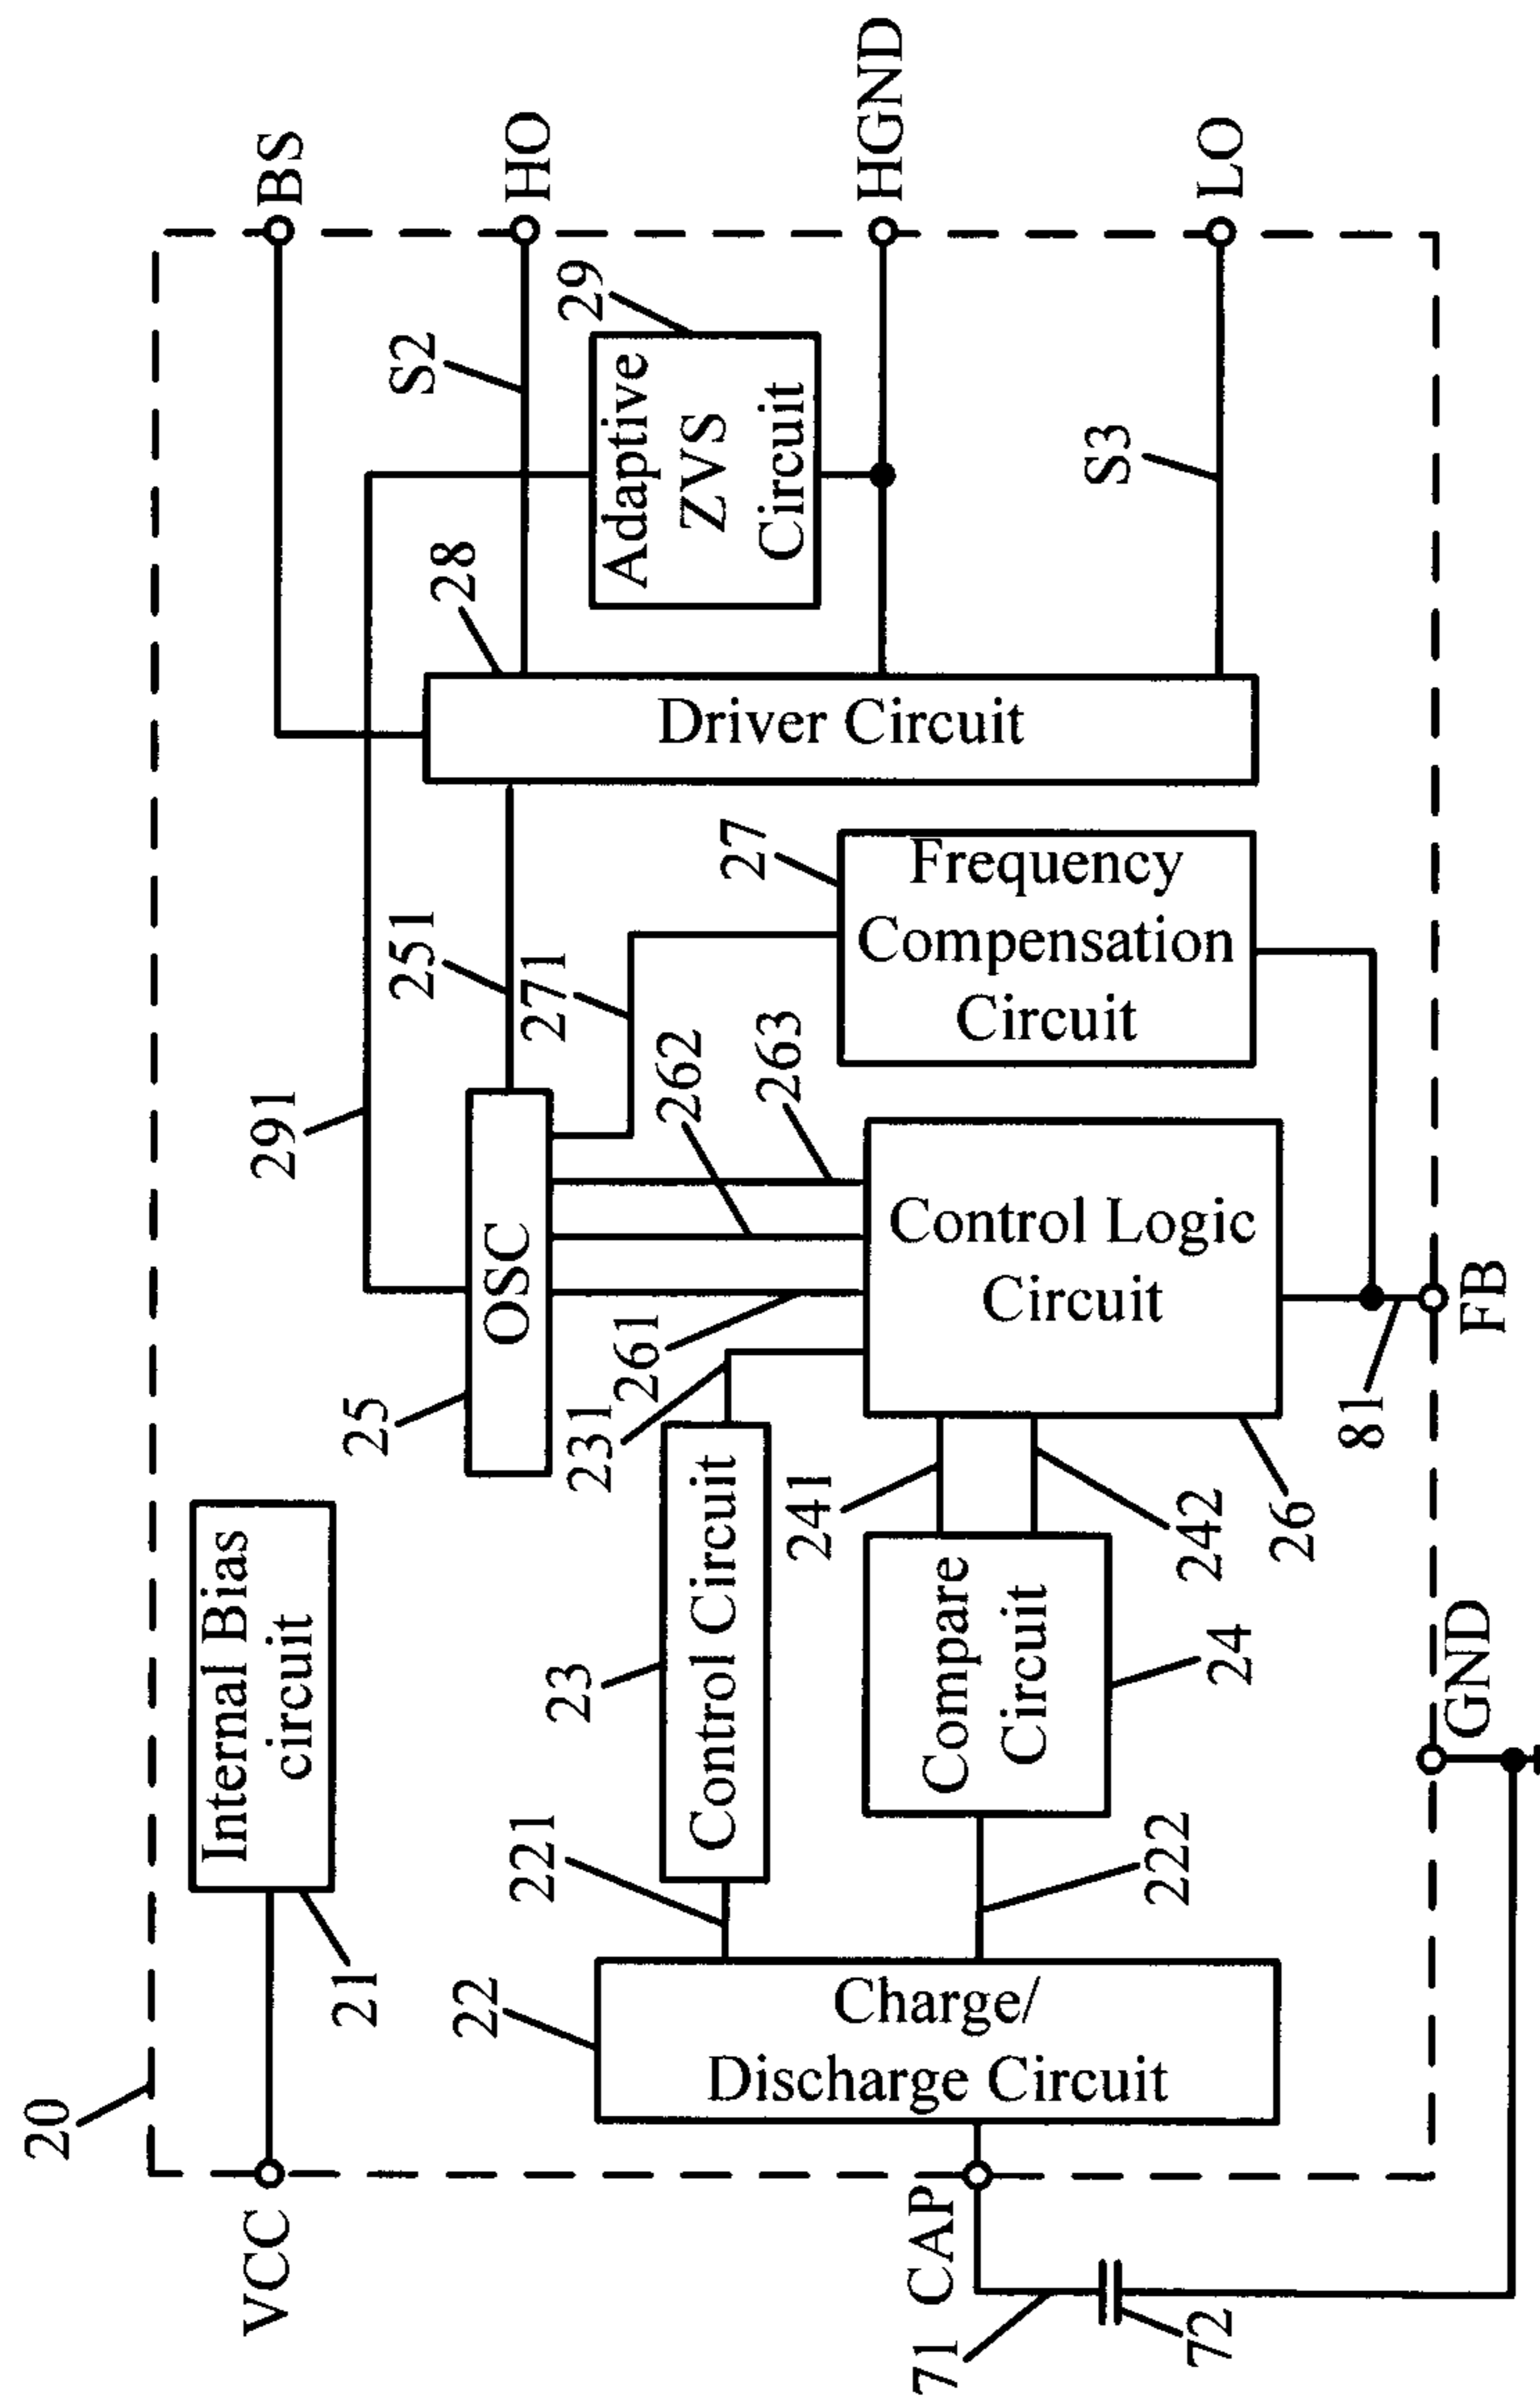 20
VCC
21
Internal Bias
circuit
291
BS
25
OSC
251
28
S2
HO
22
Charge/
Discharge Circuit
221
23
Control Circuit
231
261
262
271
263
27
Frequency
Compensation
Circuit
Driver Circuit
29
Adaptive
ZVS
Circuit
HGND
CAP
71
72
222
Compare
Circuit
24
241
242
Control Logic
Circuit
26
S3
LO
81
GND
FB